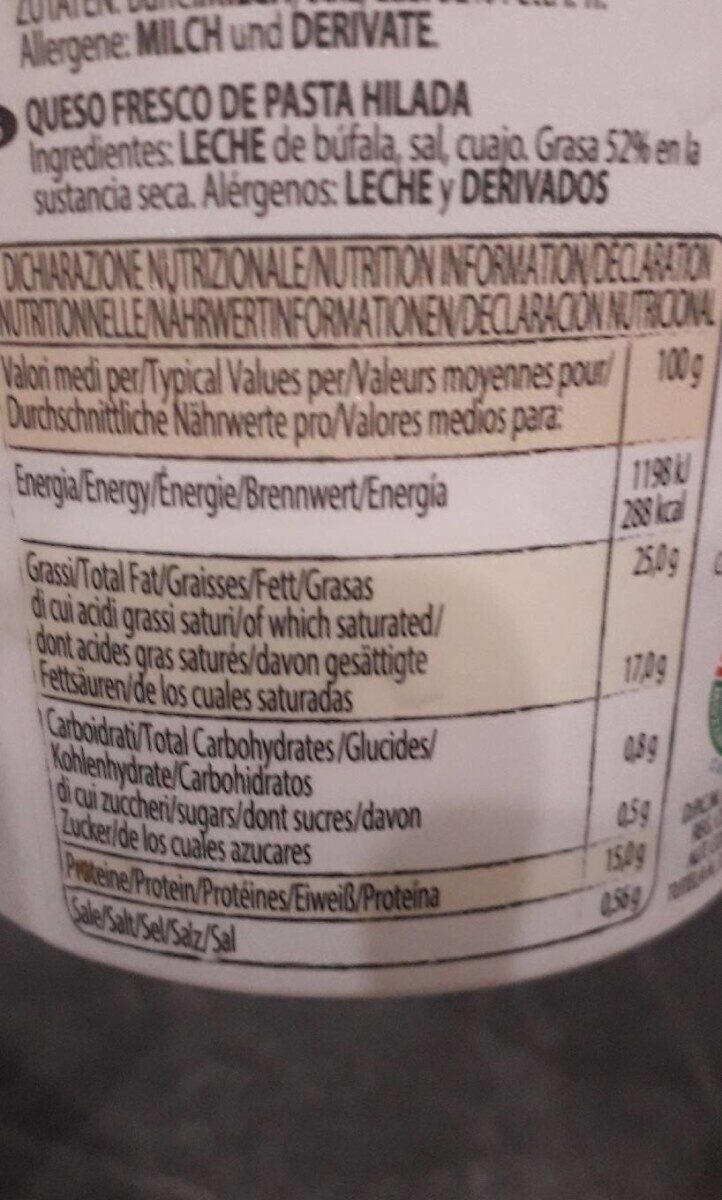 Allergene: MILCH und DERIVATE.
QUESO FRESCO DE PASTA HILADA
Ingredientes: LECHE de búfala, sal, cuajo. Grasa 52% en la
sustancia seca. Alérgenos: LECHE y DERIVADOS
DICHIARAZIONE NUTRIZIONALE/NUTRITION INFORMATION/DÉCLARATION
NUTRITIONNELLE/NÄHRWERTINFORMATIONEN/DECLARACIÓN NUTRICIONAL
Valori medi per/Typical Values per/Valeurs moyennes pour/ 100 g
Durchschnittliche Nährwerte pro/Valores medios para:
Energia/Energy/Énergie/Brennwert/Energía 1198 kJ
288 kcal
Grassi/Total Fat/Graisses/Fett/Grasas 25,0 g
di cui acidi grassi saturi/of which saturated/
dont acides gras saturés/davon gesättigte
Fettsäuren/de los cuales saturadas 17,0 g
Carboidrati/Total Carbohydrates/Glucides/ 0,8 g
Kohlenhydrate/Carbohidratos
di cui zuccheri/sugars/dont sucres/davon 0,5 g
Zucker/de los cuales azucares
Proteine/Protein/Protéines/Eiweiß/Proteína 15,0 g
Sale/Salt/Sel/Salz/Sal 0,56 g